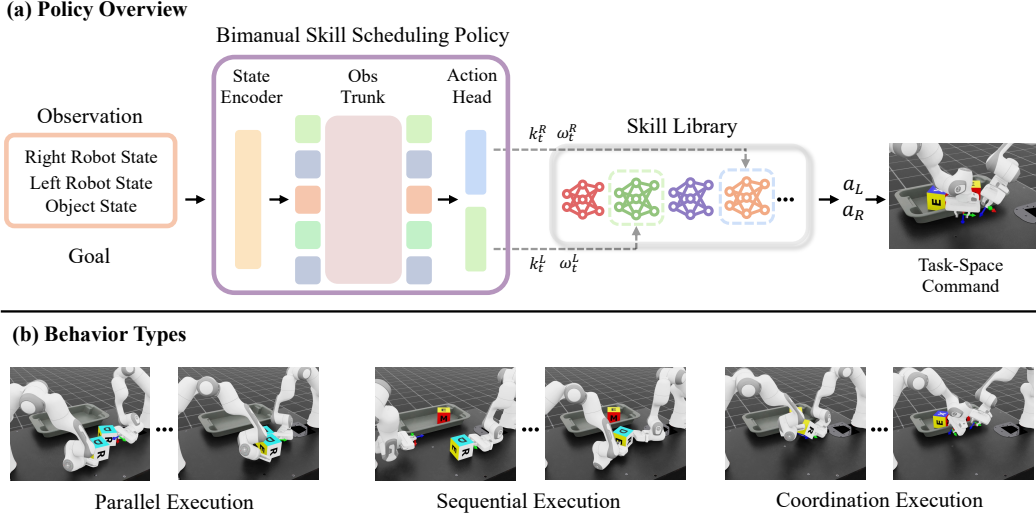 (a) Policy Overview
Bimanual Skill Scheduling Policy
State
Encoder
Obs
Trunk
Action
Head
Observation
Right Robot State
Left Robot State
Object State
Goal
k_t^R ω_t^R
Skill Library
k_t^L ω_t^L
a_L
a_R
E
Task-Space
Command
(b) Behavior Types
D
D
R
E
R
E
M
D
R
E
M
D
E
R
E
R
E
Parallel Execution
Sequential Execution
Coordination Execution